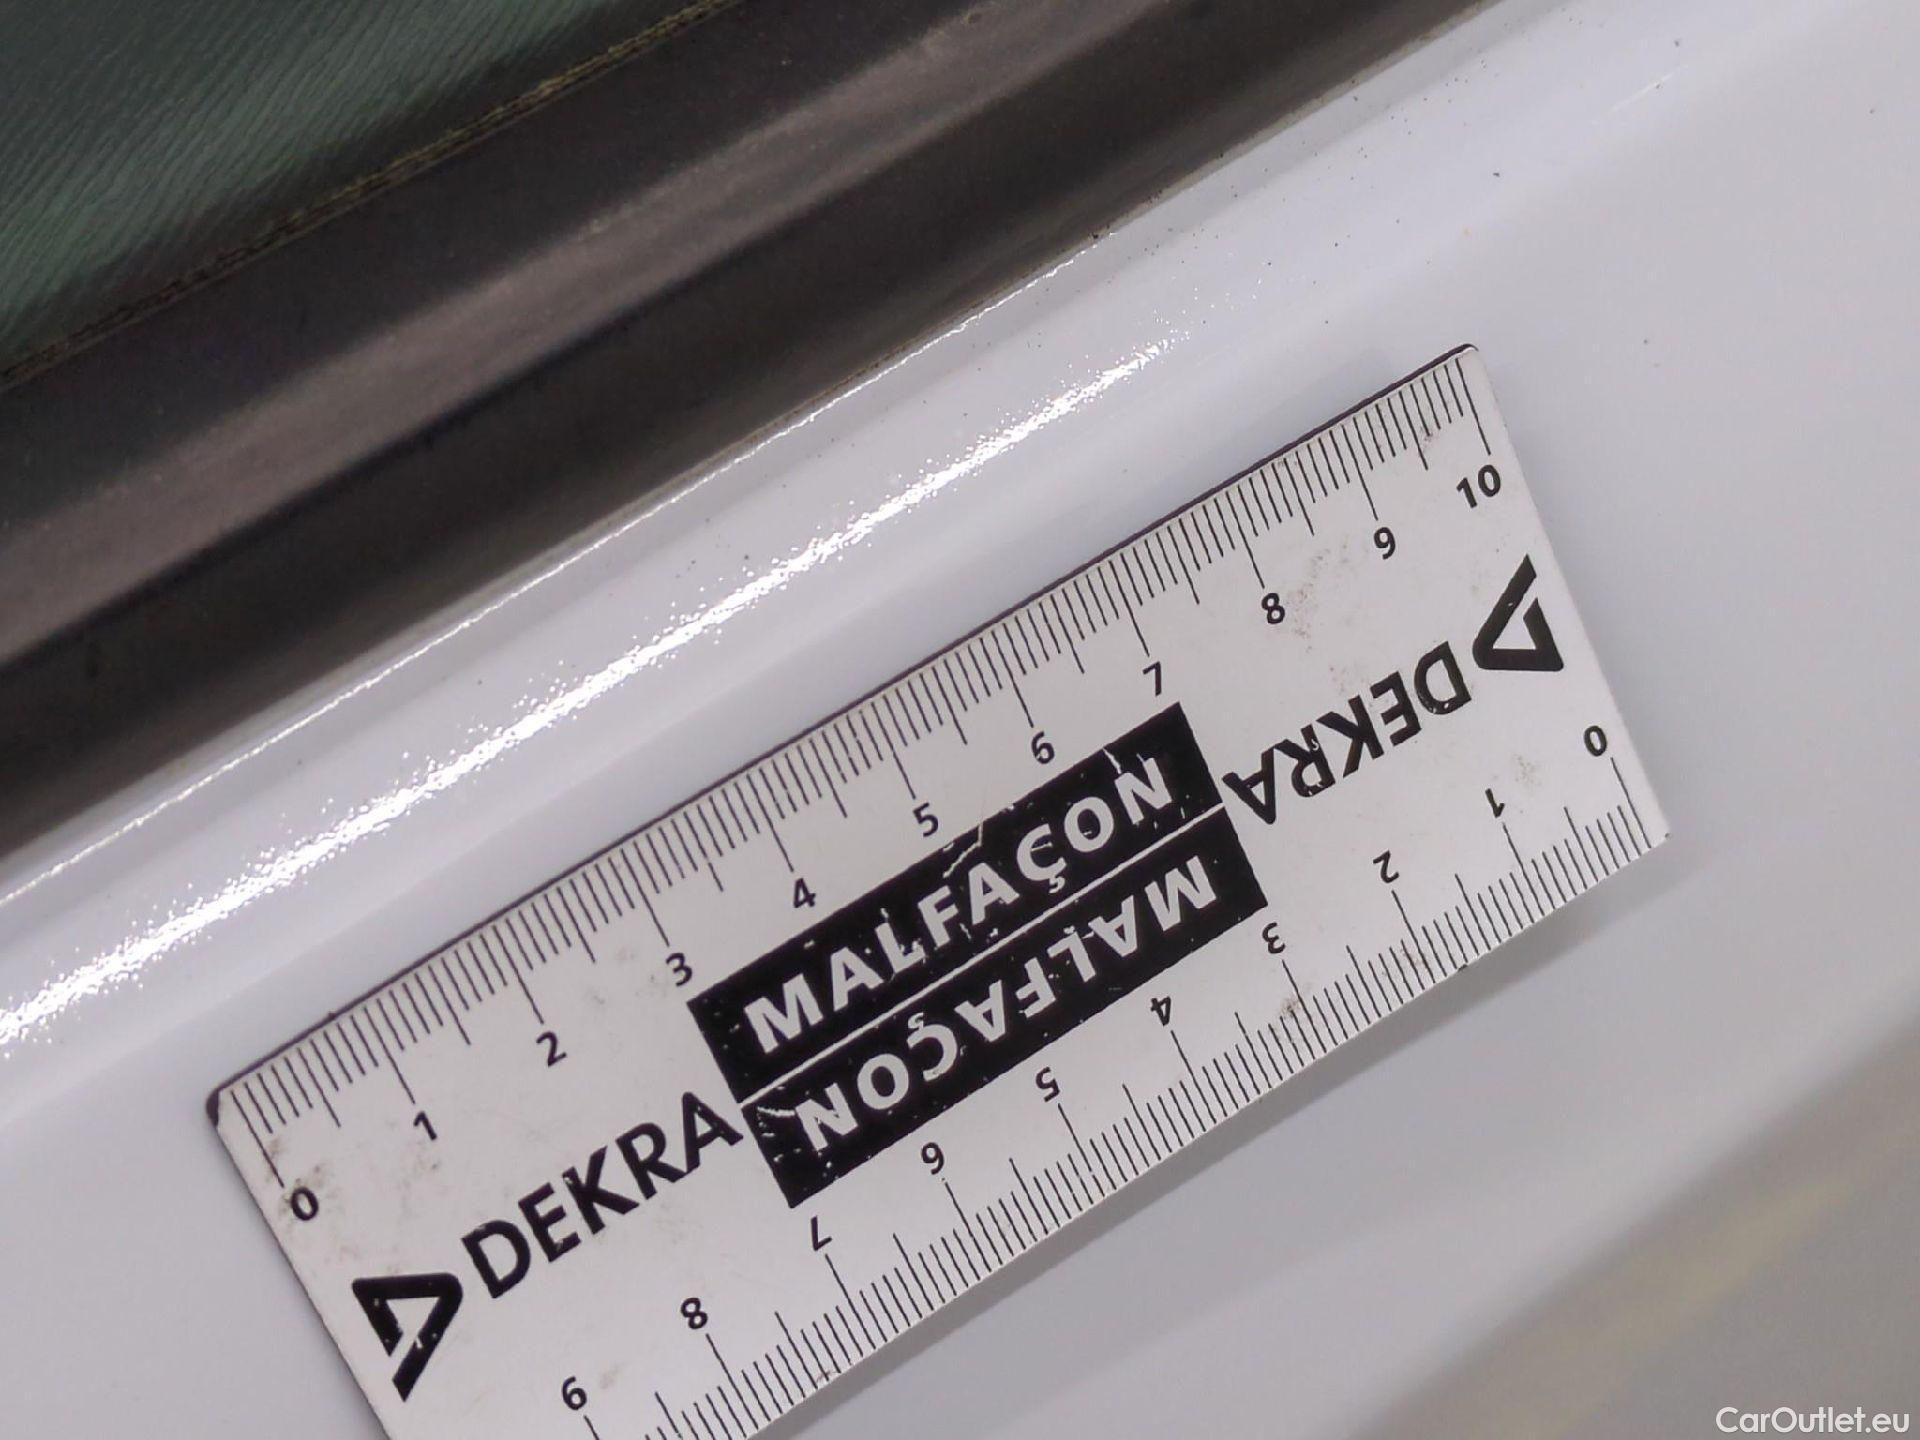 0 1 2 3 4 5 6 7 8 9 10
DEKRA
MALFAÇON
MALFAÇON
DEKRA
0 1 2 3 4 5 6 7 8 9
CarOutlet.eu